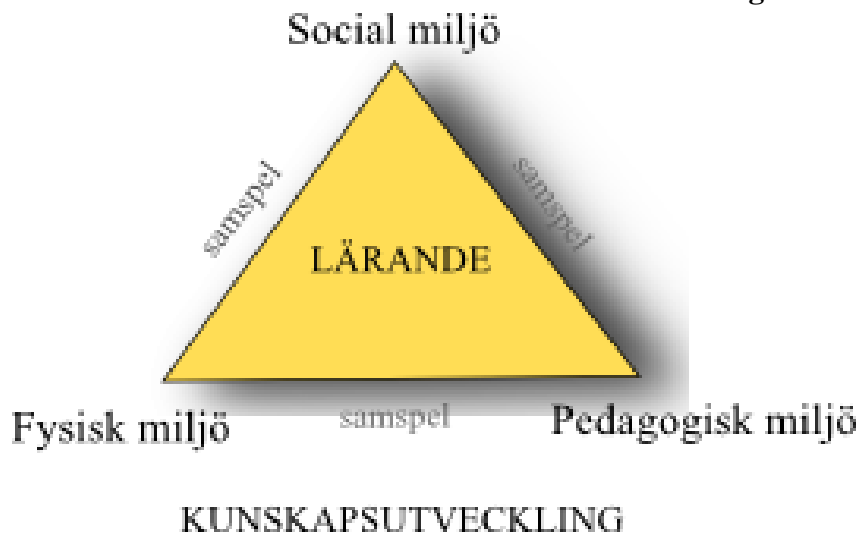 Social miljö
samspel
samspel
LÄRANDE
Fysisk miljö
samspel
Pedagogisk miljö
KUNSKAPSUTVECKLING